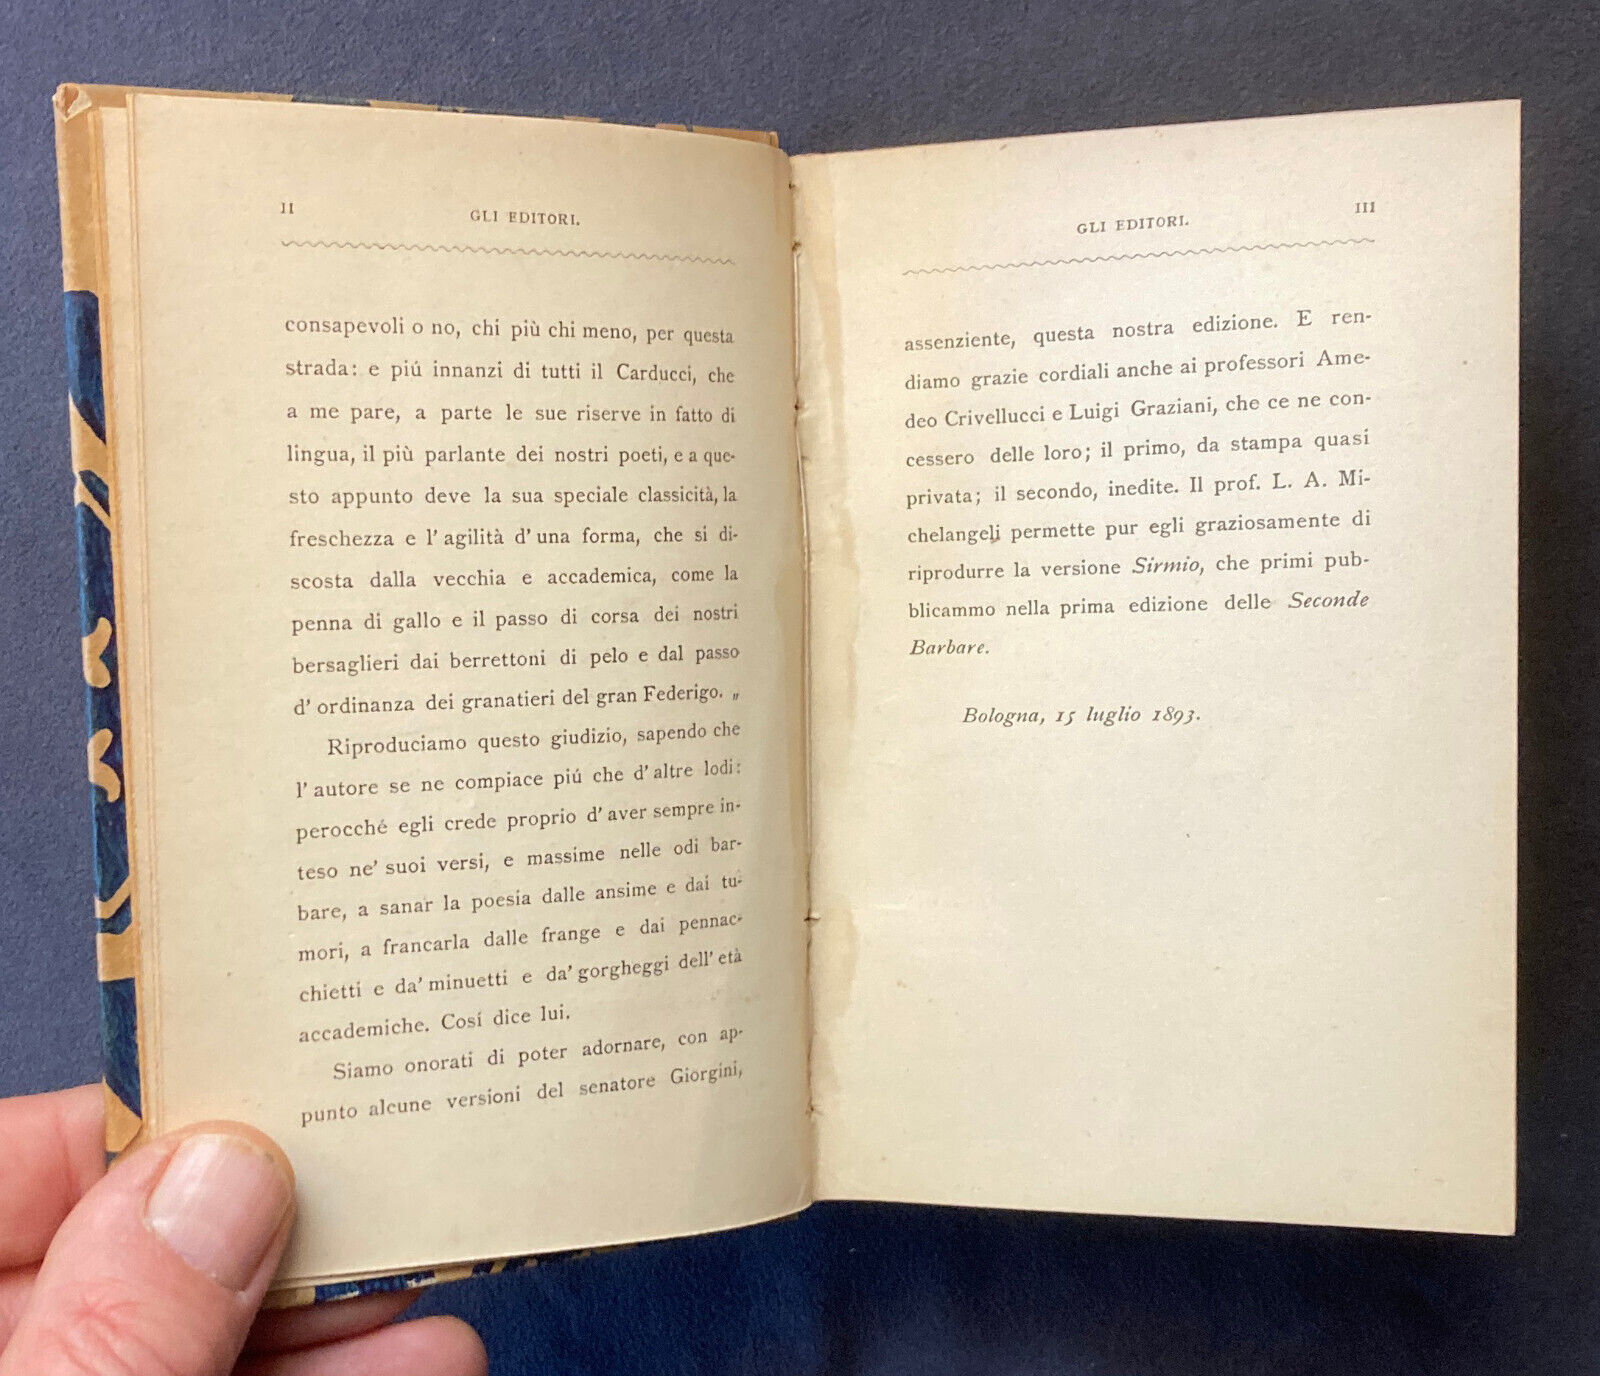 II
GLI EDITORI.
consapevoli o no, chi più chi meno, per questa
strada: e piú innanzi di tutti il Carducci, che
a me pare, a parte le sue riserve in fatto di
lingua, il più parlante dei nostri poeti, e a que-
sto appunto deve la sua speciale classicità, la
freschezza e l' agilità d' una forma, che si di-
scosta dalla vecchia e accademica, come la
penna di gallo e il passo di corsa dei nostri
bersaglieri dai berrettoni di pelo e dal passo
d' ordinanza dei granatieri del gran Federigo. „
Riproduciamo questo giudizio, sapendo che
l' autore se ne compiace piú che d' altre lodi:
perocché egli crede proprio d' aver sempre in-
teso ne' suoi versi, e massime nelle odi bar-
bare, a sanar la poesia dalle ansime e dai tu-
mori, a francarla dalle frange e dai pennac-
chietti e da' minuetti e da' gorgheggi dell' età
accademiche. Cosí dice lui.
Siamo onorati di poter adornare, con ap-
punto alcune versioni del senatore Giorgini,
GLI EDITORI.
III
assenziente, questa nostra edizione. E ren-
diamo grazie cordiali anche ai professori Ame-
deo Crivellucci e Luigi Graziani, che ce ne con-
cessero delle loro; il primo, da stampa quasi
privata; il secondo, inedite. Il prof. L. A. Mi-
chelangeli permette pur egli graziosamente di
riprodurre la versione Sirmio, che primi pub-
blicammo nella prima edizione delle Seconde
Barbare.
Bologna, 15 luglio 1893.